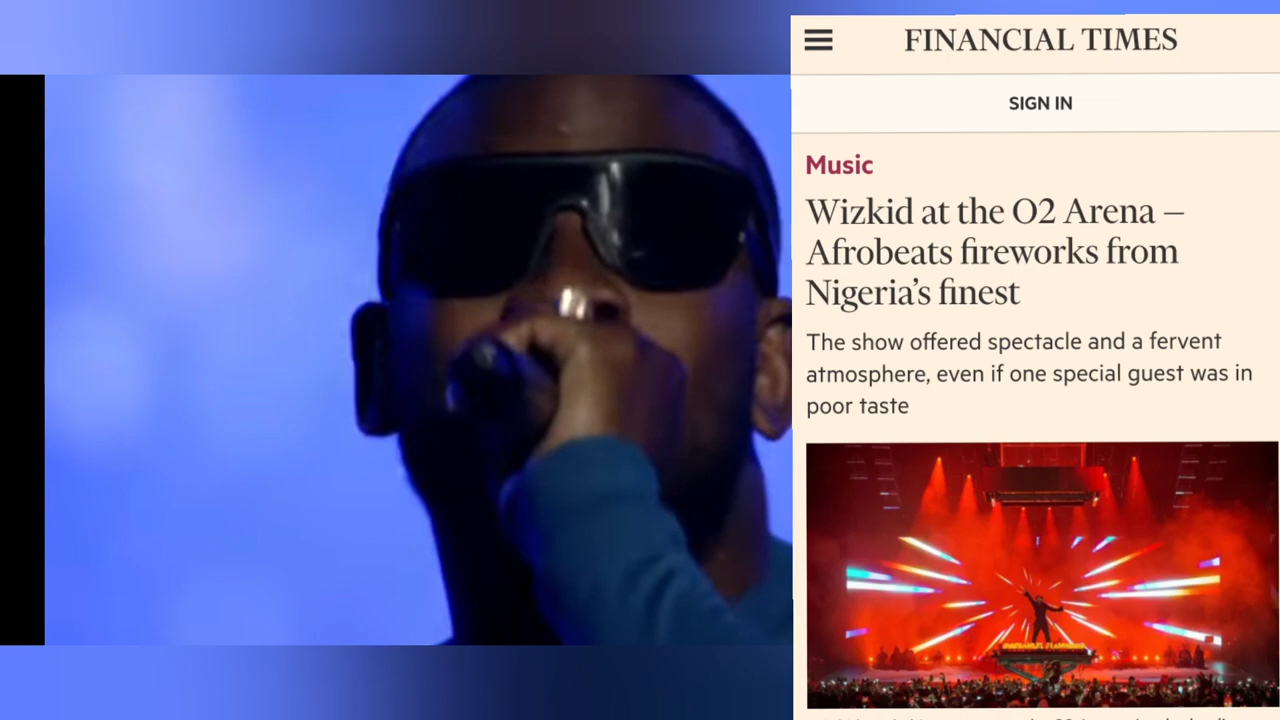 FINANCIAL TIMES
SIGN IN
Music
Wizkid at the O2 Arena –
Afrobeats fireworks from
Nigeria’s finest
The show offered spectacle and a fervent
atmosphere, even if one special guest was in
poor taste